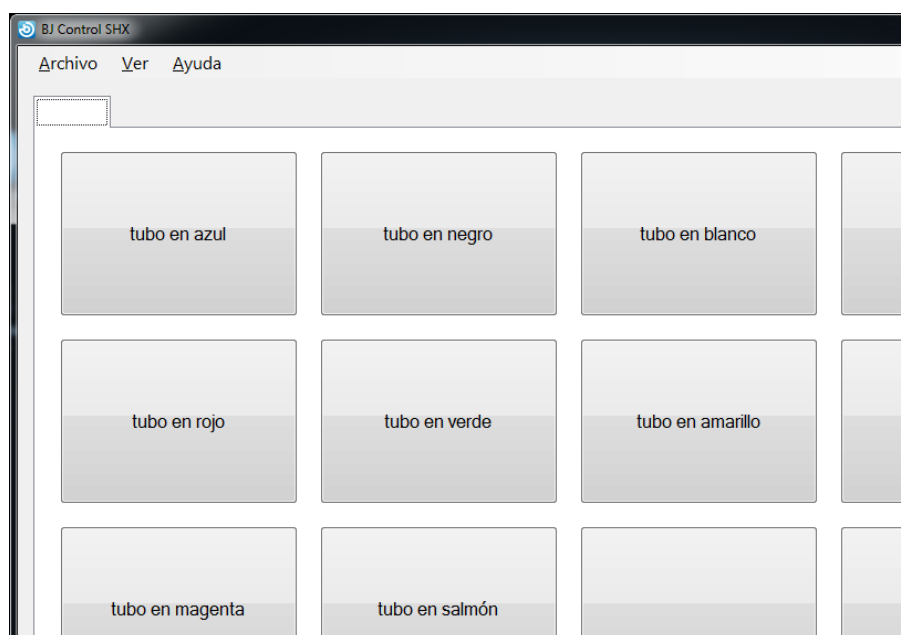 BJ Control SHX
Archivo Ver Ayuda
tubo en azul tubo en negro tubo en blanco
tubo en rojo tubo en verde tubo en amarillo
tubo en magenta tubo en salmón